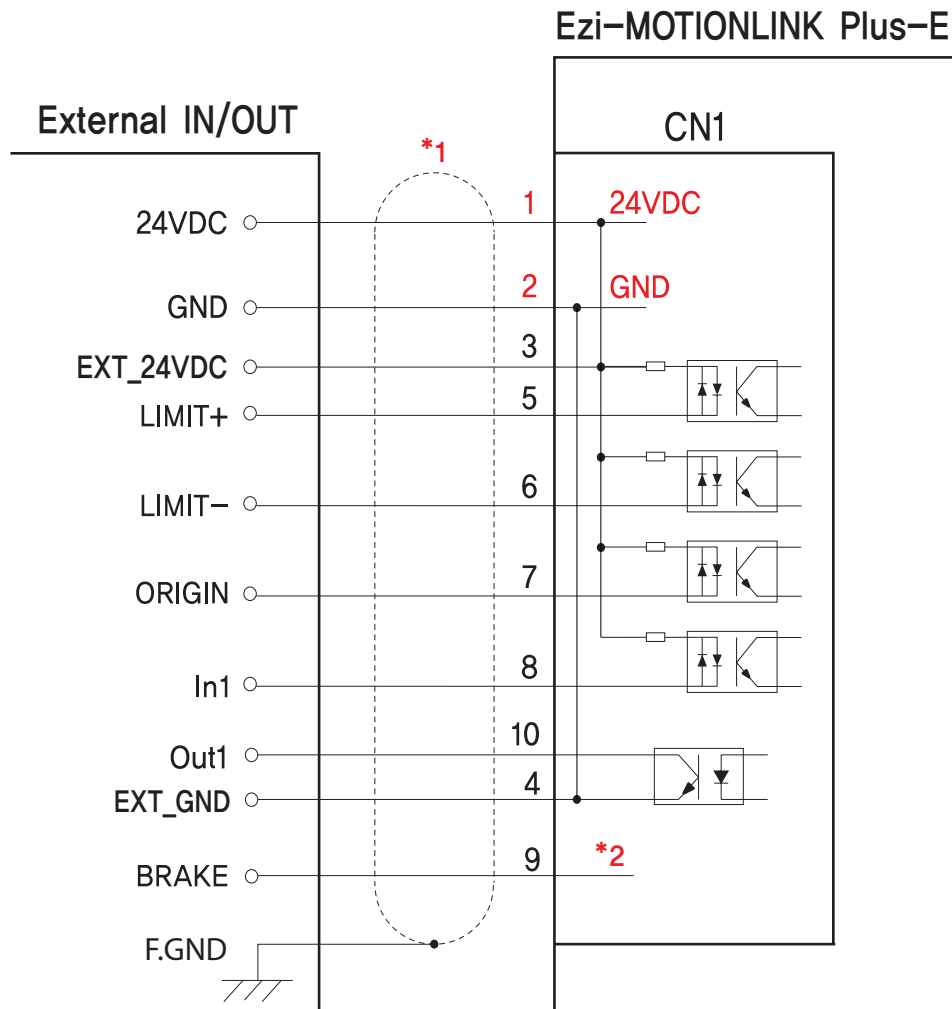 Ezi-MOTIONLINK Plus-E
External IN/OUT
CN1
*1
24VDC
1
24VDC
GND
2
GND
EXT_24VDC
3
LIMIT+
5
LIMIT-
6
ORIGIN
7
In1
8
Out1
10
EXT_GND
4
BRAKE
9
*2
F.GND